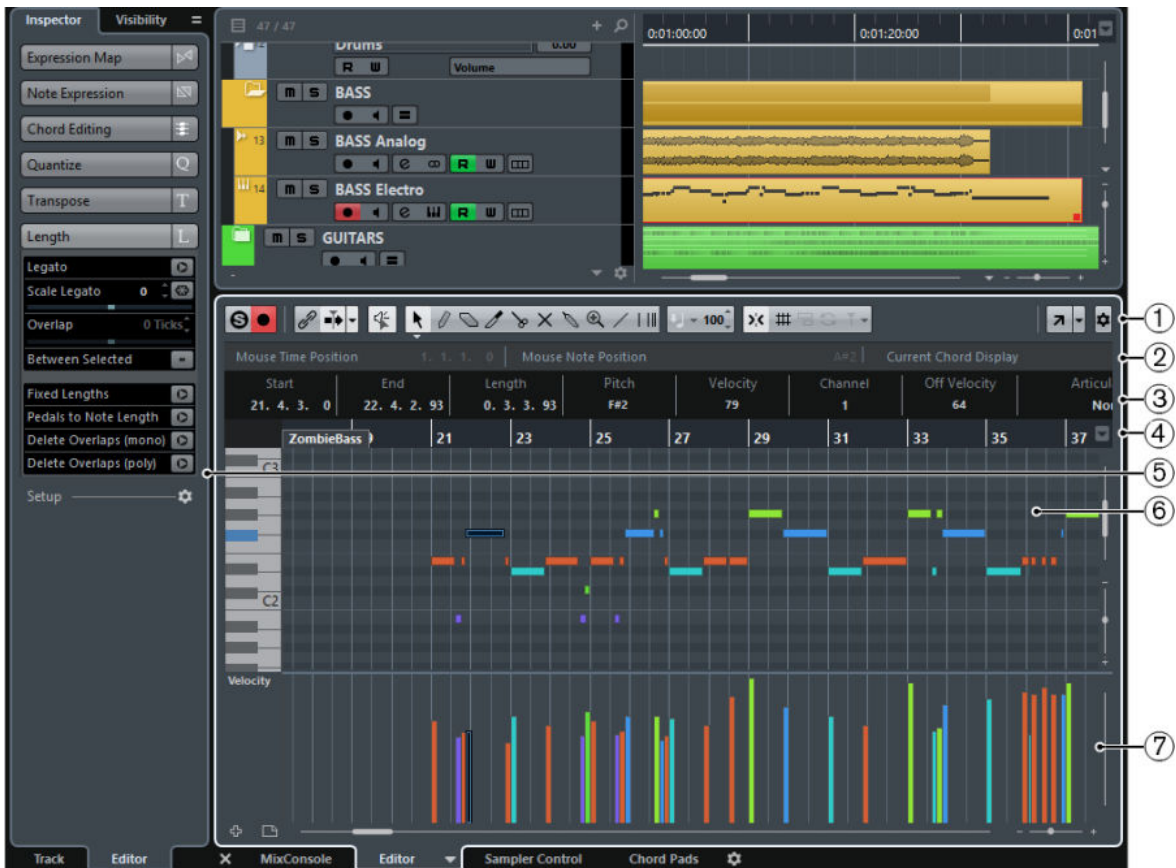 Inspector Visibility
47 / 47
0:01:00:00 0:01:20:00 0:01
Expression Map
Drums 0.00
R W Volume
Note Expression
m S BASS
Chord Editing
13 m S BASS Analog
e R W
Quantize Q
14 m S BASS Electro
Transpose T
e R W
Length L
m S GUITARS
Legato
Scale Legato 0
Overlap 0 Ticks
Between Selected
Fixed Lengths
Pedals to Note Length
Delete Overlaps (mono)
Delete Overlaps (poly)
Setup
S 100 1
Mouse Time Position 1. 1. 1. 0 Mouse Note Position A#2 Current Chord Display 2
Start End Length Pitch Velocity Channel Off Velocity Articul
21. 4. 3. 0 22. 4. 2. 93 0. 3. 3. 93 F#2 79 1 64 No 3
ZombieBass 21 23 25 27 29 31 33 35 37 4
5
C3
6
C2
Velocity
7
Track Editor MixConsole Editor Sampler Control Chord Pads